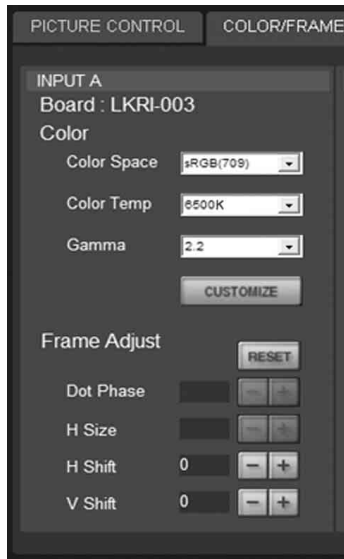 PICTURE CONTROL COLOR/FRAME
INPUT A
Board : LKRI-003
Color
Color Space sRGB(709)
Color Temp 6500K
Gamma 2.2
CUSTOMIZE
Frame Adjust
RESET
Dot Phase - +
H Size - +
H Shift 0 - +
V Shift 0 - +